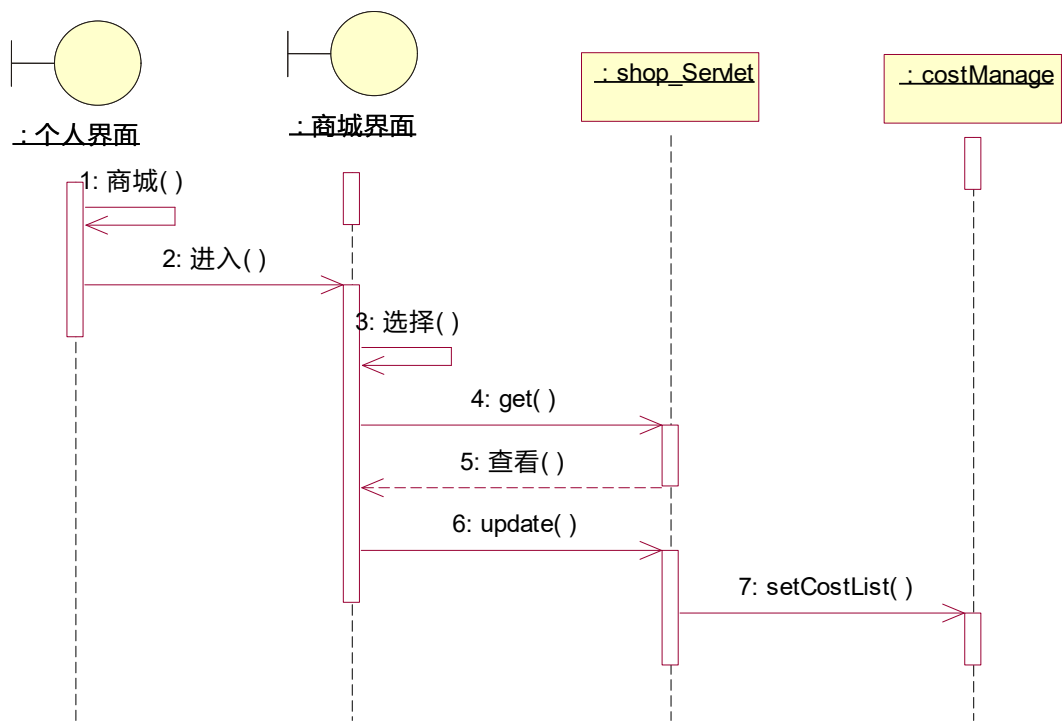 : 个人界面
: 商城界面
: shop_Servlet
: costManage
1: 商城( )
2: 进入( )
3: 选择( )
4: get( )
5: 查看( )
6: update( )
7: setCostList( )